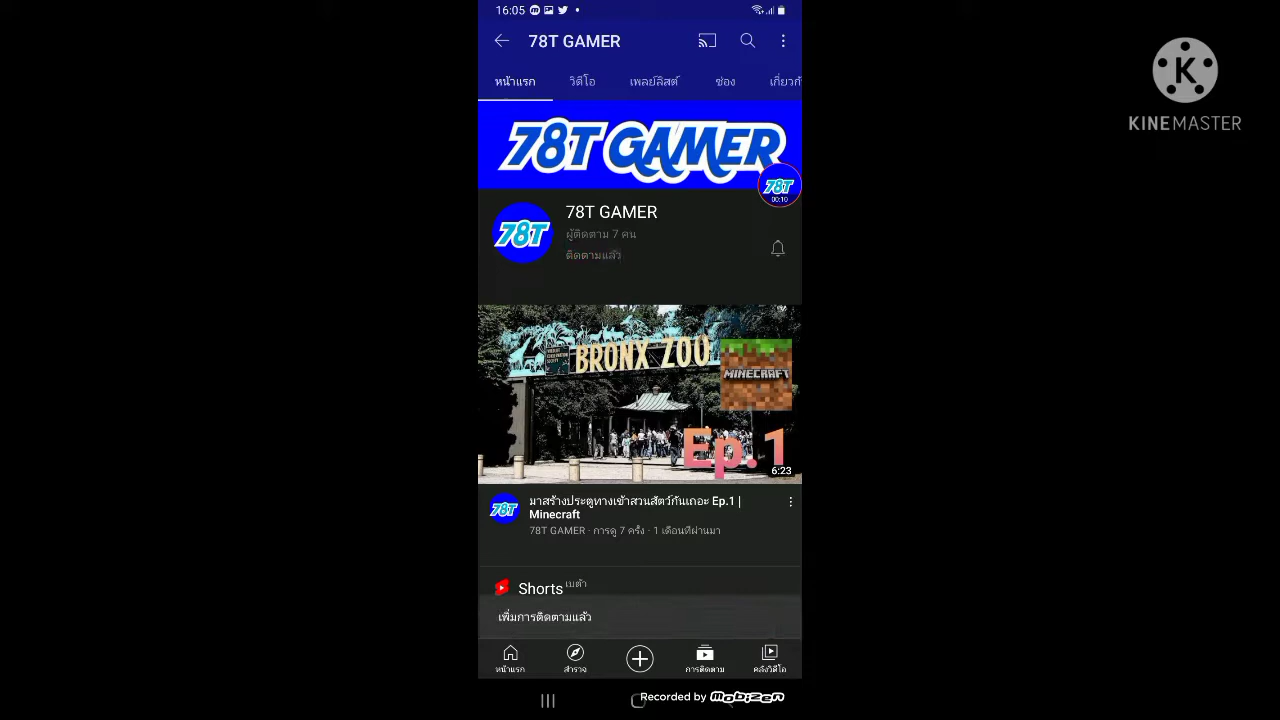 16:05
78T GAMER
หน้าแรก วิดีโอ เพลย์ลิสต์ ช่อง
78T GAMER
78T
00:10
78T
78T GAMER
ผู้ติดตาม 7 คน
ติดตามแล้ว
BRONX ZOO
MINECRAFT
Ep.1
6:23
78T
มาสร้างประตูทางเข้าสวนสัตว์กันเถอะ Ep.1 |
Minecraft
78T GAMER · การดู 7 ครั้ง · 1 เดือนที่ผ่านมา
Shorts เบต้า
เพิ่มการติดตามแล้ว
หน้าแรก สำรวจ การติดตาม คลังวิดีโอ
Recorded by mobizen
K
KINEMASTER